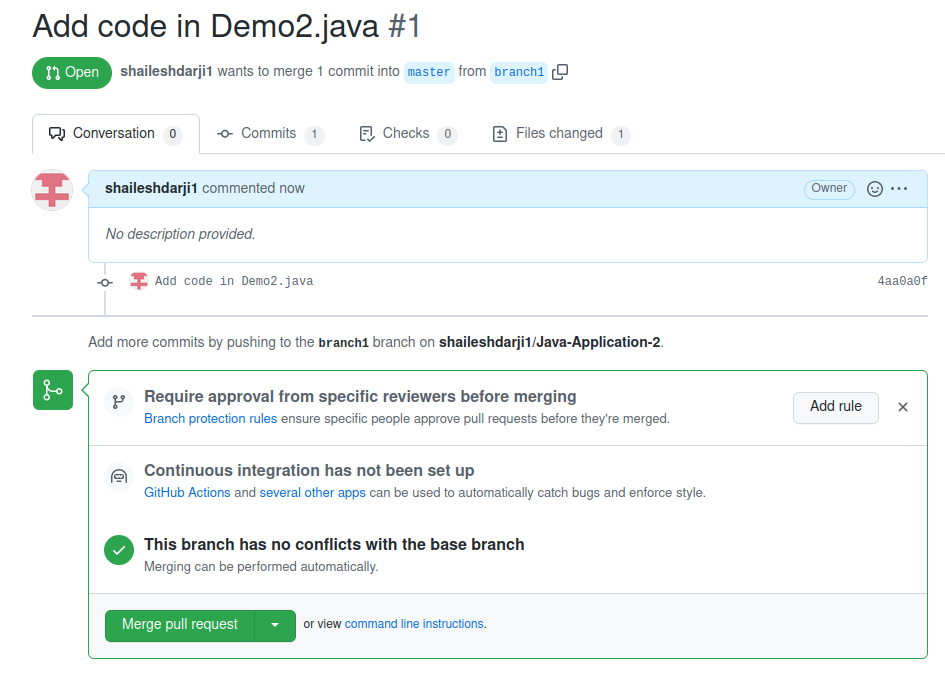 Add code in Demo2.java #1
Open shaileshdarji1 wants to merge 1 commit into master from branch1
Conversation 0 Commits 1 Checks 0 Files changed 1
shaileshdarji1 commented now Owner
No description provided.
Add code in Demo2.java 4aa0a0f
Add more commits by pushing to the branch1 branch on shaileshdarji1/Java-Application-2.
Require approval from specific reviewers before merging
Branch protection rules ensure specific people approve pull requests before they're merged.
Add rule
Continuous integration has not been set up
GitHub Actions and several other apps can be used to automatically catch bugs and enforce style.
This branch has no conflicts with the base branch
Merging can be performed automatically.
Merge pull request or view command line instructions.